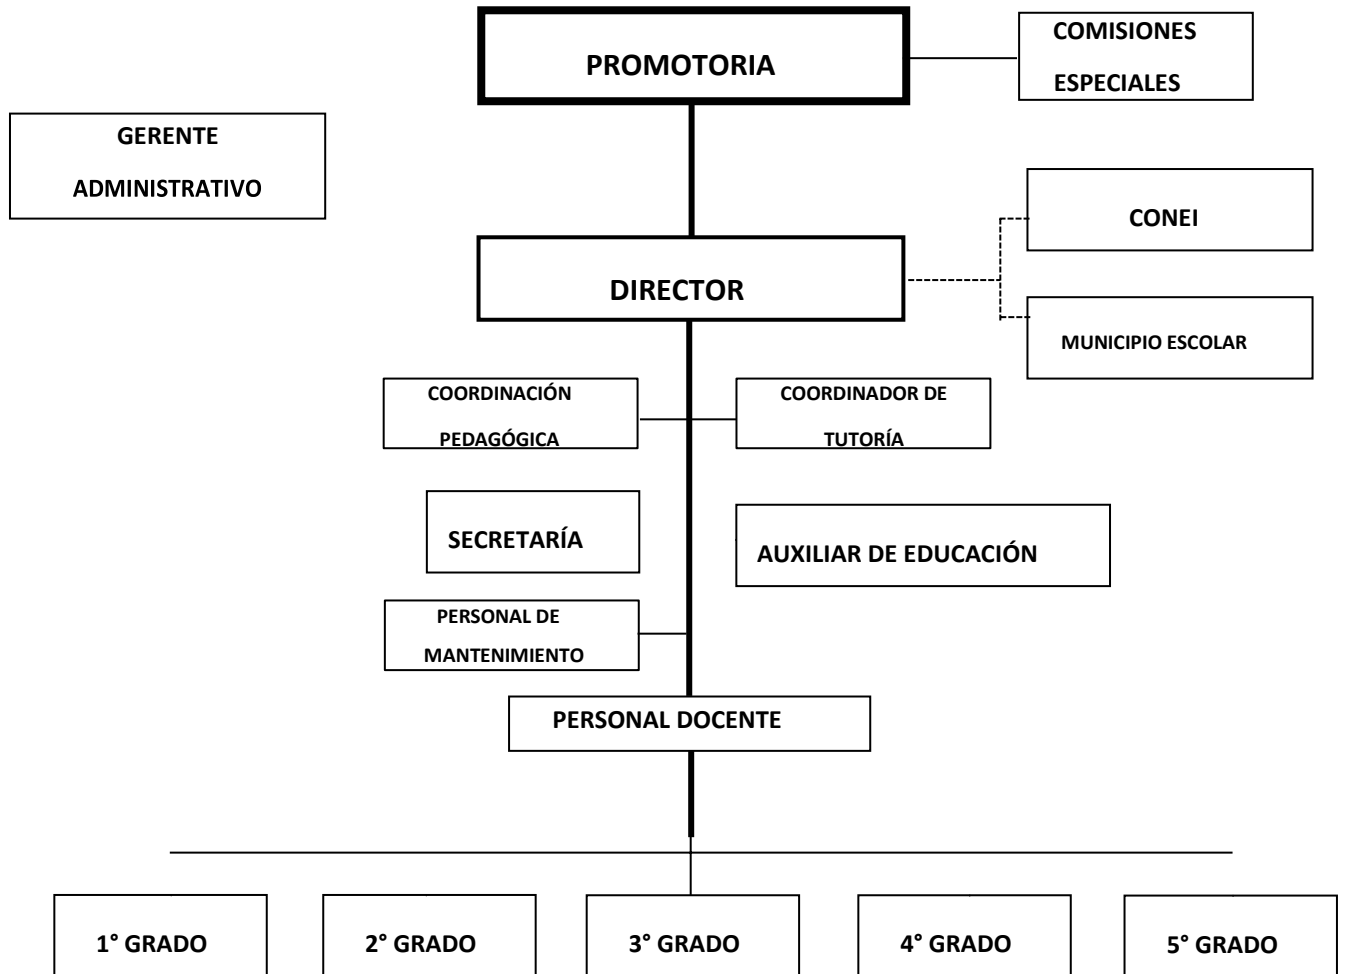 PROMOTORIA
COMISIONES
ESPECIALES
GERENTE
ADMINISTRATIVO
CONEI
DIRECTOR
MUNICIPIO ESCOLAR
COORDINACIÓN
PEDAGÓGICA
COORDINADOR DE
TUTORÍA
SECRETARÍA
AUXILIAR DE EDUCACIÓN
PERSONAL DE
MANTENIMIENTO
PERSONAL DOCENTE
1° GRADO
2° GRADO
3° GRADO
4° GRADO
5° GRADO